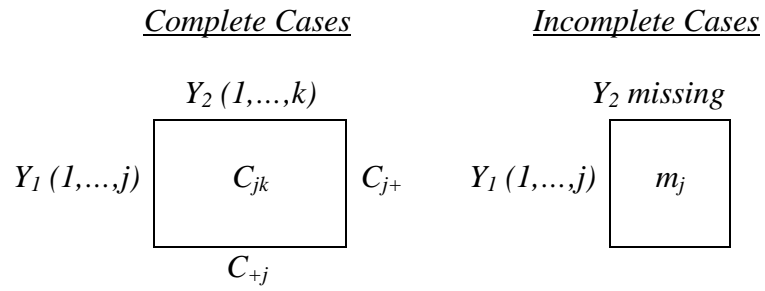 Complete Cases
Incomplete Cases
Y₂ (1,...,k)
Y₂ missing
Y₁ (1,...,j)
Cⱼₖ
Cⱼ₊
Y₁ (1,...,j)
mⱼ
C₊ⱼ